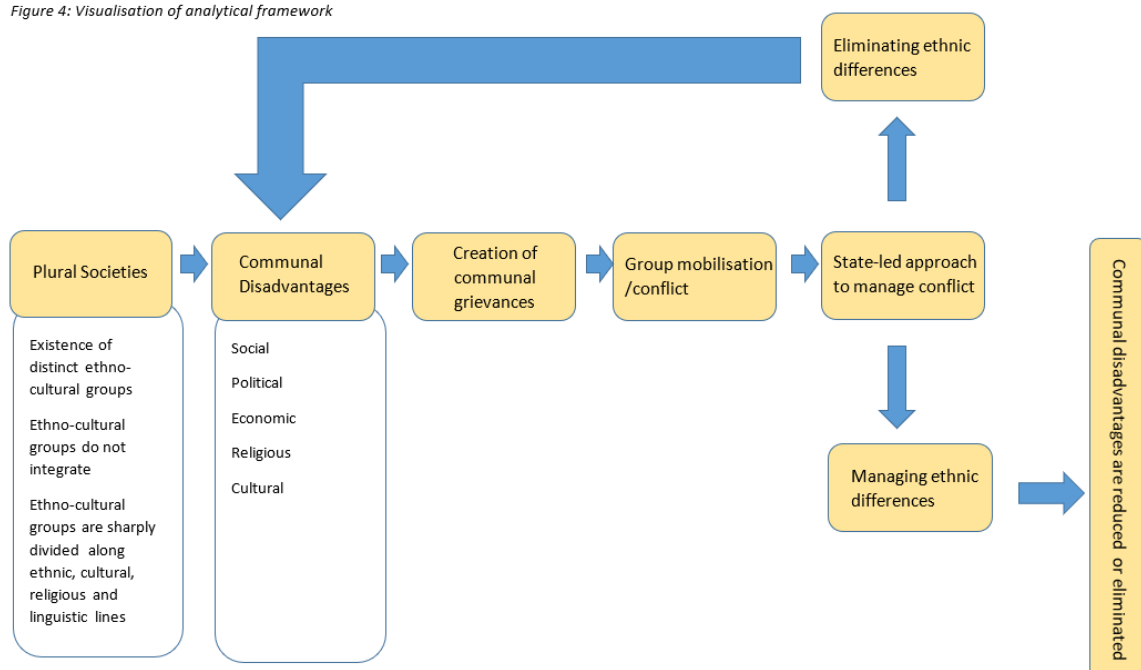 Figure 4: Visualisation of analytical framework
Eliminating ethnic
differences
Plural Societies
Communal
Disadvantages
Creation of
communal
grievances
Group mobilisation
/conflict
State-led approach
to manage conflict
Existence of
distinct ethno-
cultural groups
Ethno-cultural
groups do not
integrate
Ethno-cultural
groups are sharply
divided along
ethnic, cultural,
religious and
linguistic lines
Social
Political
Economic
Religious
Cultural
Managing ethnic
differences
Communal disadvantages are reduced or eliminated